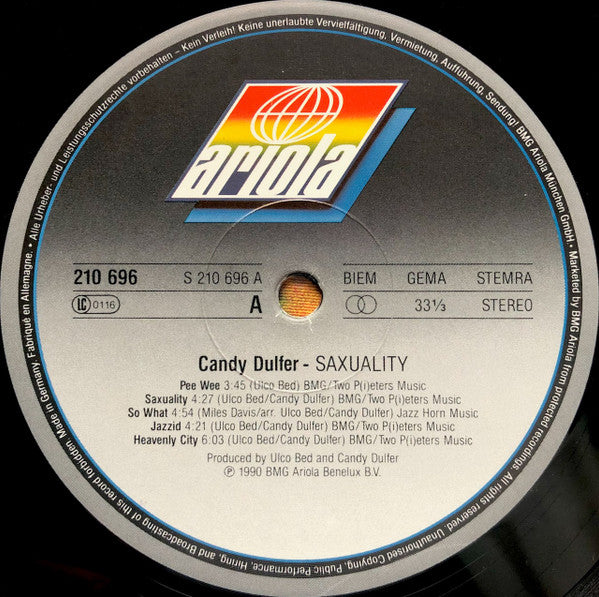 Alle Urheber- und Leistungsschutzrechte vorbehalten - Kein Verleih! Keine unerlaubte Vervielfältigung, Vermietung, Aufführung, Sendung! BMG Ariola München GmbH • Marketed by BMG Ariola
ariola
210 696 S 210 696 A BIEM GEMA STEMRA
LC 0116 A 33⅓ STEREO
Candy Dulfer - SAXUALITY
Pee Wee 3:45 (Ulco Bed) BMG/Two P(i)eters Music
Saxuality 4:27 (Ulco Bed/Candy Dulfer) BMG/Two P(i)eters Music
So What 4:54 (Miles Davis/arr. Ulco Bed/Candy Dulfer) Jazz Horn Music
Jazzid 4:21 (Ulco Bed/Candy Dulfer) BMG/Two P(i)eters Music
Heavenly City 6:03 (Ulco Bed/Candy Dulfer) BMG/Two P(i)eters Music
Produced by Ulco Bed and Candy Dulfer
℗ 1990 BMG Ariola Benelux B.V.
from protected recordings. All rights reserved. Unauthorised Copying, Public Performance, Hiring, and Broadcasting of this record forbidden. Made in Germany. Fabriqué en Allemagne. •